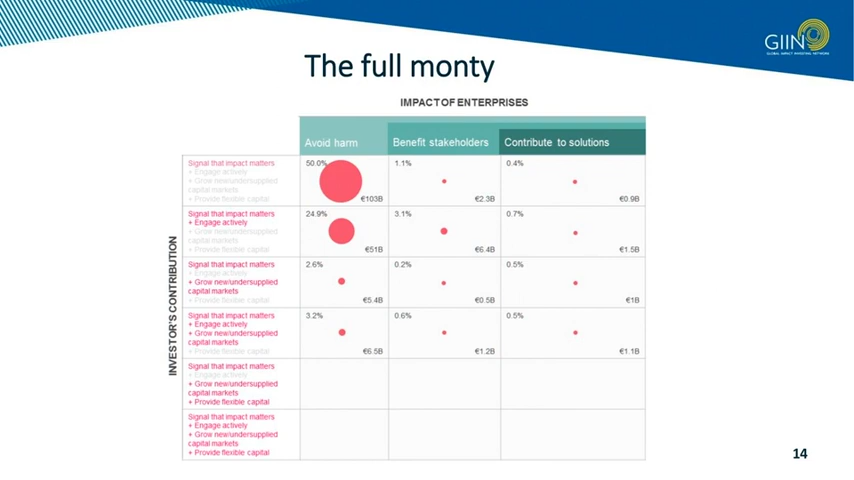 GIIN
GLOBAL IMPACT INVESTING NETWORK
The full monty
IMPACT OF ENTERPRISES
Avoid harm
Benefit stakeholders
Contribute to solutions
INVESTOR'S CONTRIBUTION
Signal that impact matters
+ Engage actively
+ Grow new/undersupplied
capital markets
+ Provide flexible capital
50.0%
€103B
1.1%
€2.3B
0.4%
€0.9B
Signal that impact matters
+ Engage actively
+ Grow new/undersupplied
capital markets
+ Provide flexible capital
24.9%
€51B
3.1%
€6.4B
0.7%
€1.5B
Signal that impact matters
+ Engage actively
+ Grow new/undersupplied
capital markets
+ Provide flexible capital
2.6%
€5.4B
0.2%
€0.5B
0.5%
€1B
Signal that impact matters
+ Engage actively
+ Grow new/undersupplied
capital markets
+ Provide flexible capital
3.2%
€6.5B
0.6%
€1.2B
0.5%
€1.1B
Signal that impact matters
+ Engage actively
+ Grow new/undersupplied
capital markets
+ Provide flexible capital
Signal that impact matters
+ Engage actively
+ Grow new/undersupplied
capital markets
+ Provide flexible capital
14